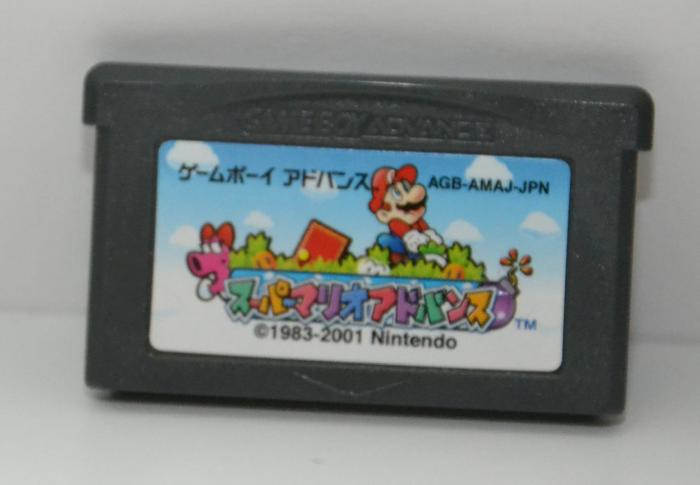 GAME BOY ADVANCE
ゲームボーイ アドバンス AGB-AMAJ-JPN
スーパーマリオアドバンス TM
©1983-2001 Nintendo